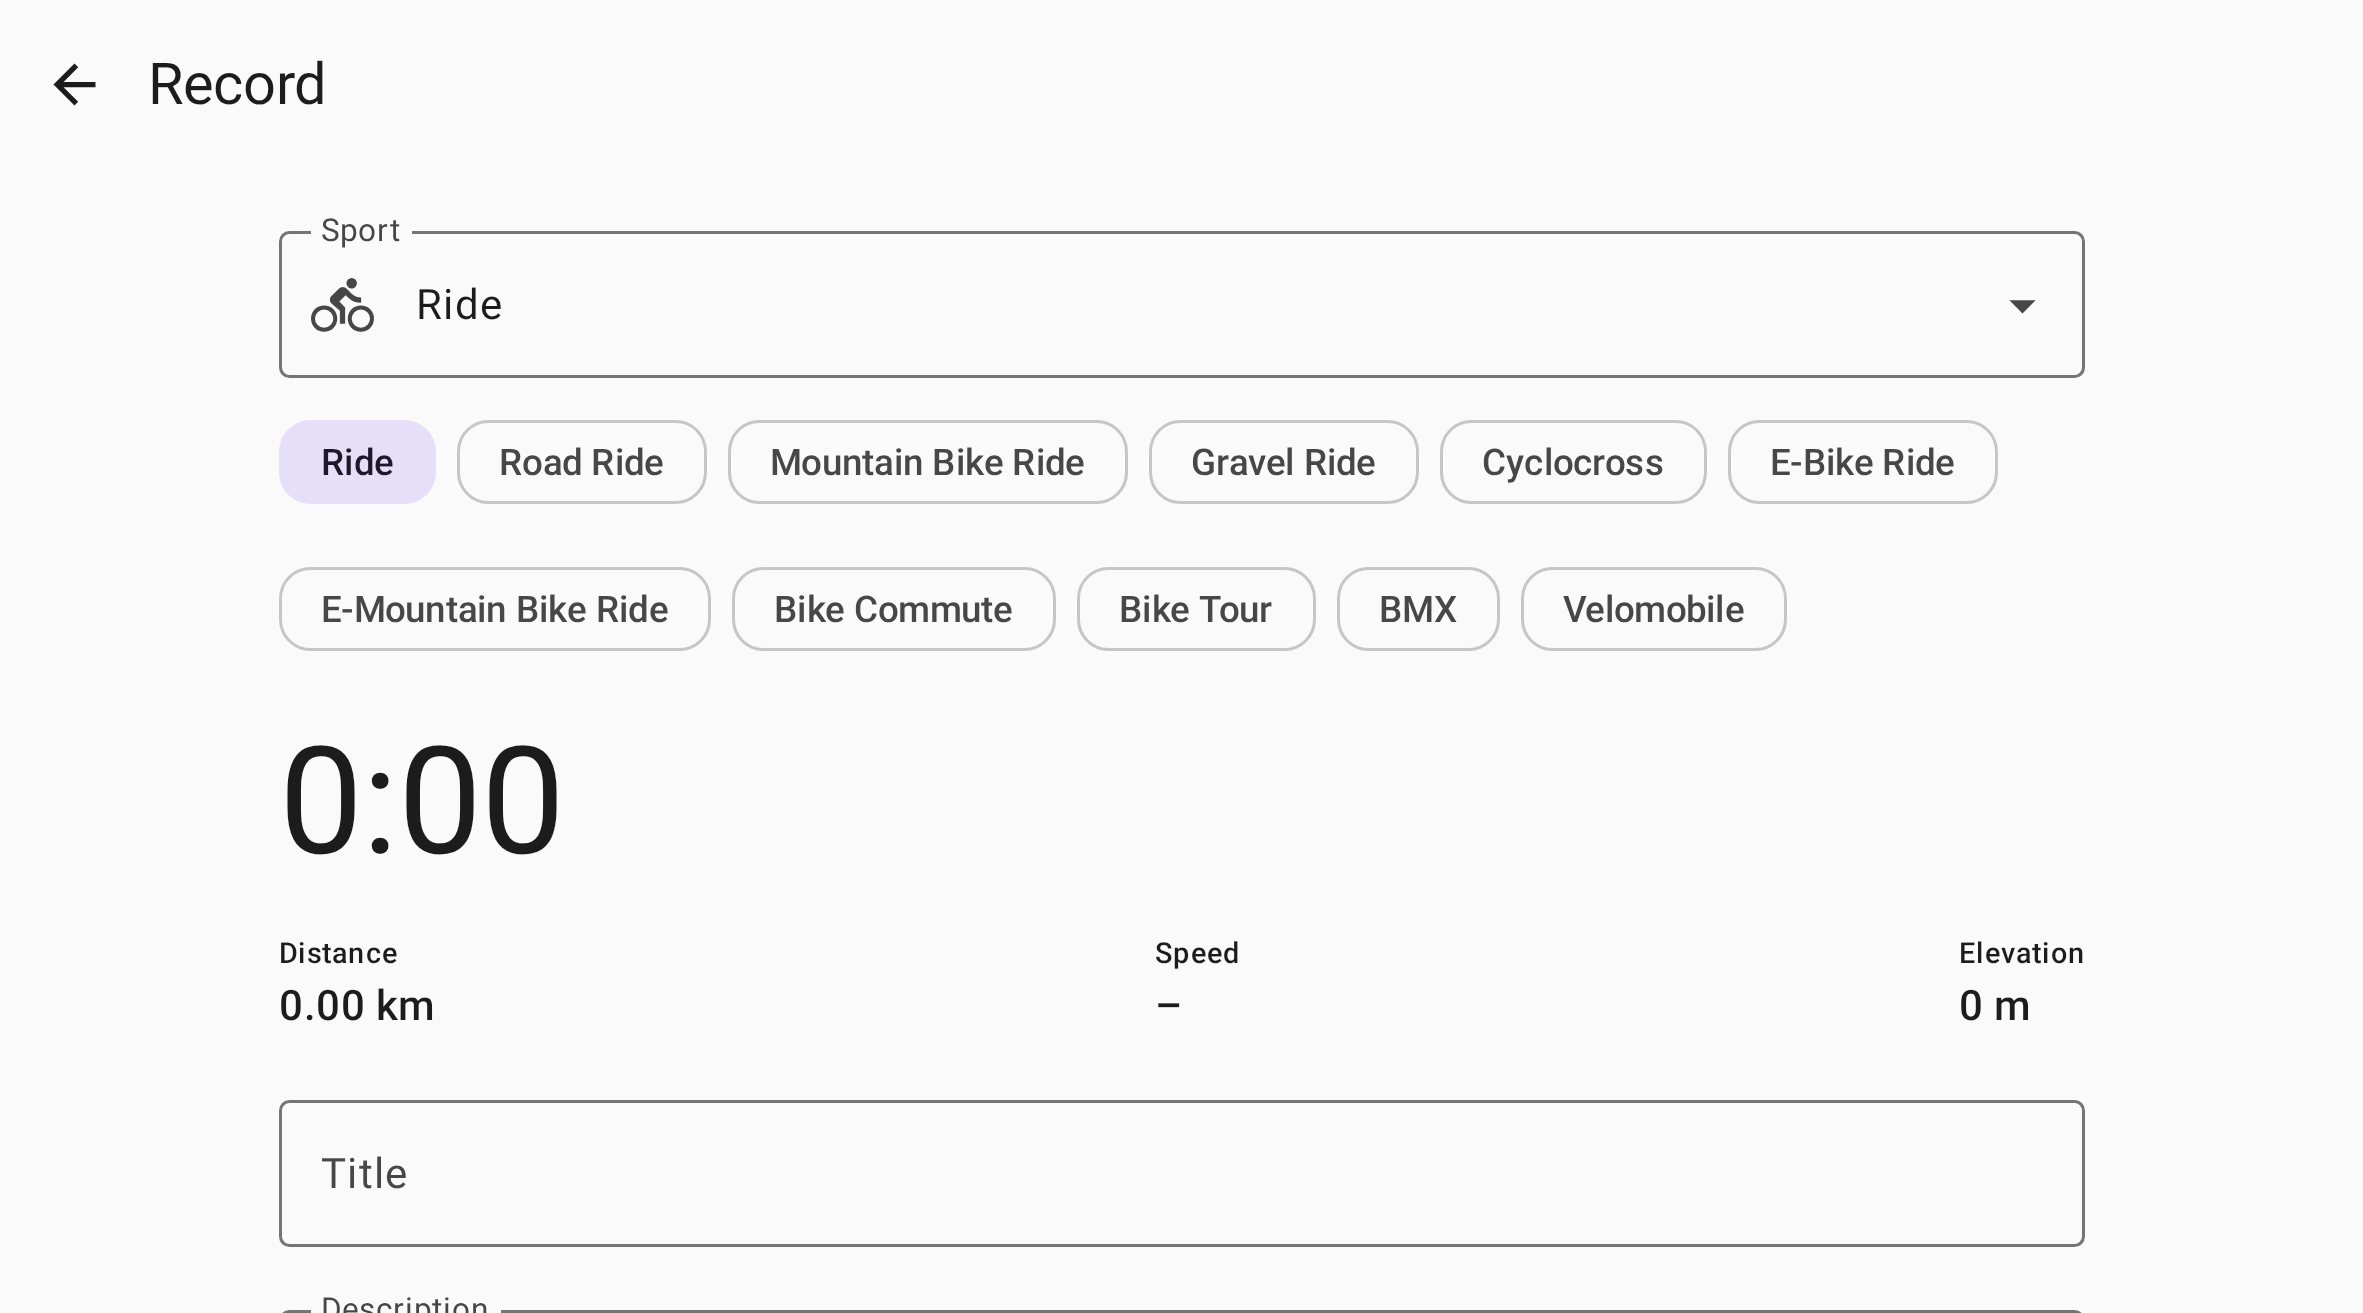 Record
Sport
Ride
Ride Road Ride Mountain Bike Ride Gravel Ride Cyclocross E-Bike Ride
E-Mountain Bike Ride Bike Commute Bike Tour BMX Velomobile
0:00
Distance Speed Elevation
0.00 km – 0 m
Title
Description